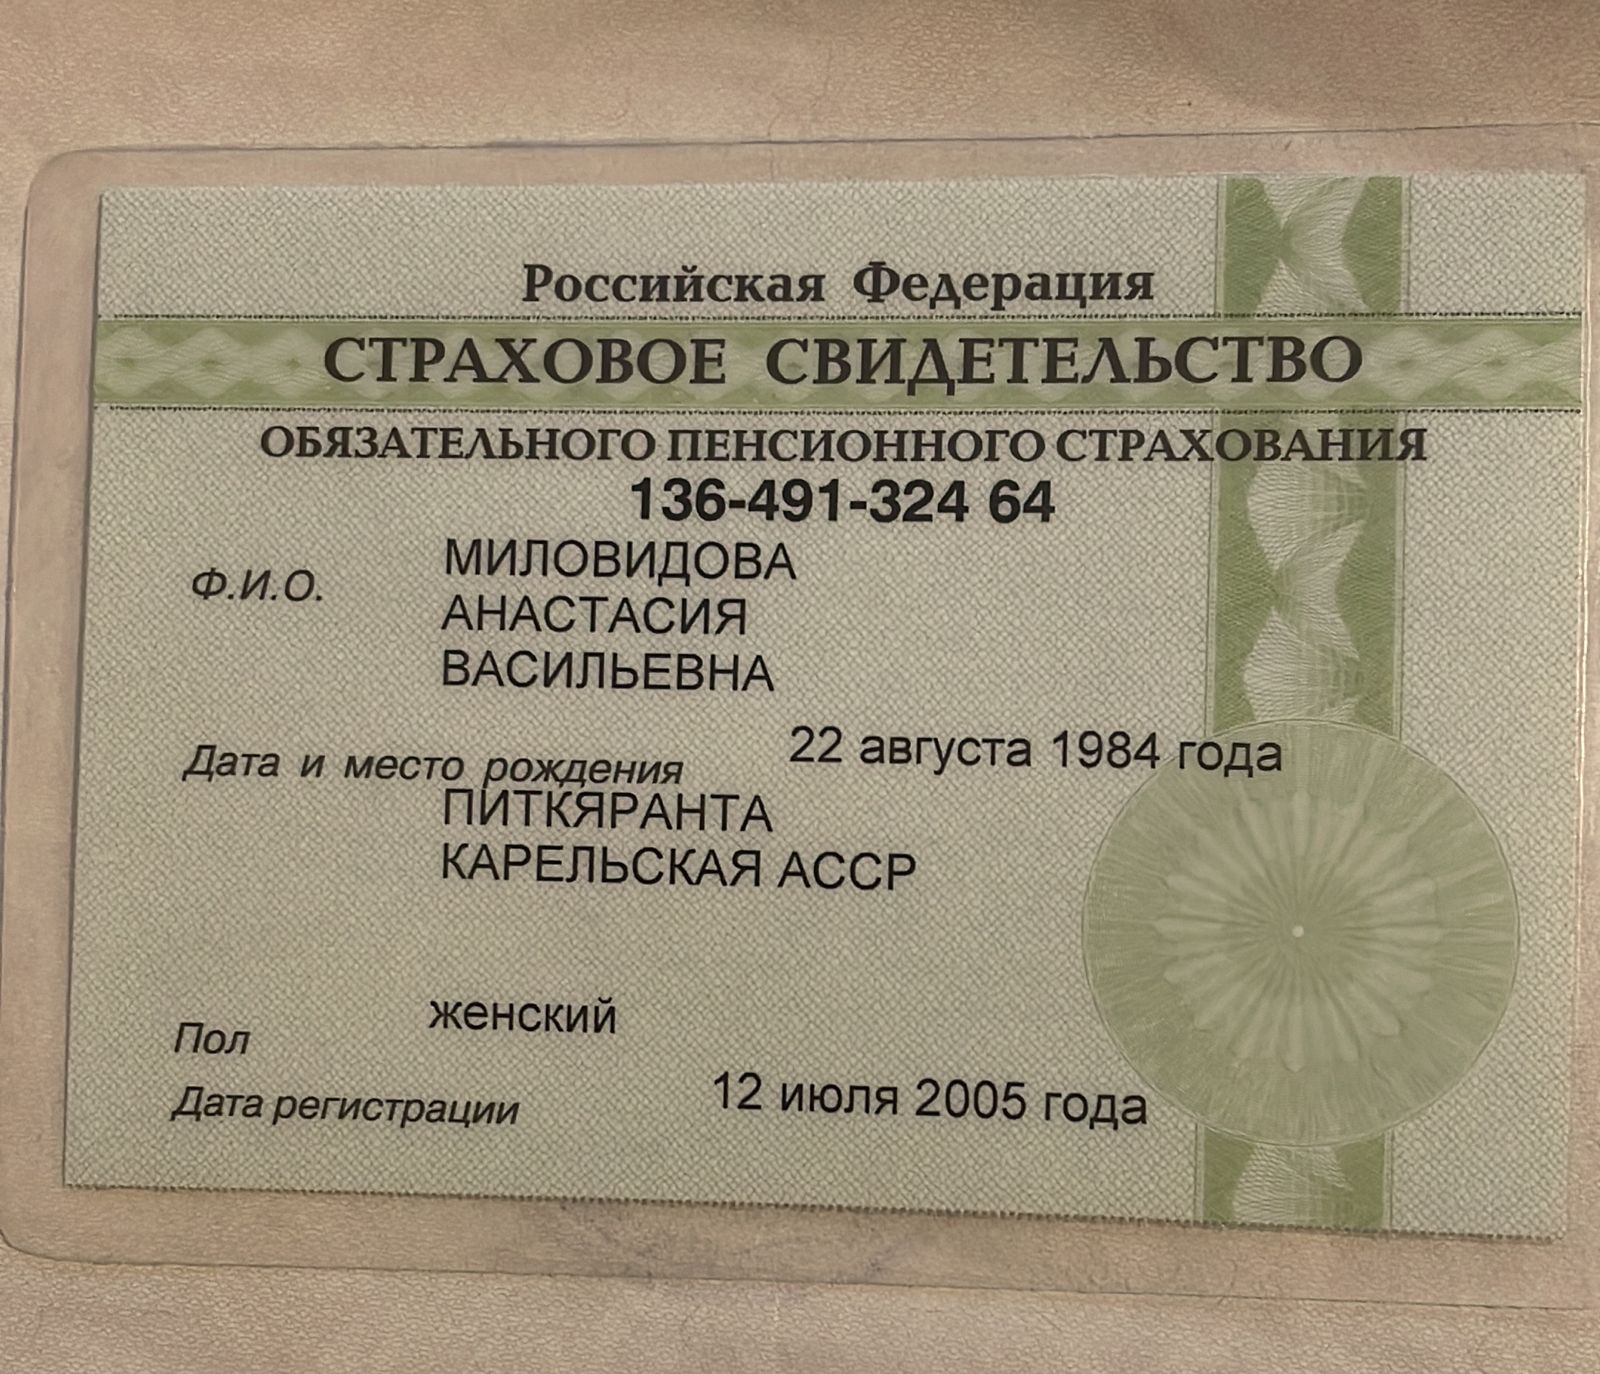 Российская Федерация
СТРАХОВОЕ СВИДЕТЕЛЬСТВО
ОБЯЗАТЕЛЬНОГО ПЕНСИОННОГО СТРАХОВАНИЯ
136-491-324 64
Ф.И.О. МИЛОВИДОВА
АНАСТАСИЯ
ВАСИЛЬЕВНА
Дата и место рождения 22 августа 1984 года
ПИТКЯРАНТА
КАРЕЛЬСКАЯ АССР
Пол женский
Дата регистрации 12 июля 2005 года